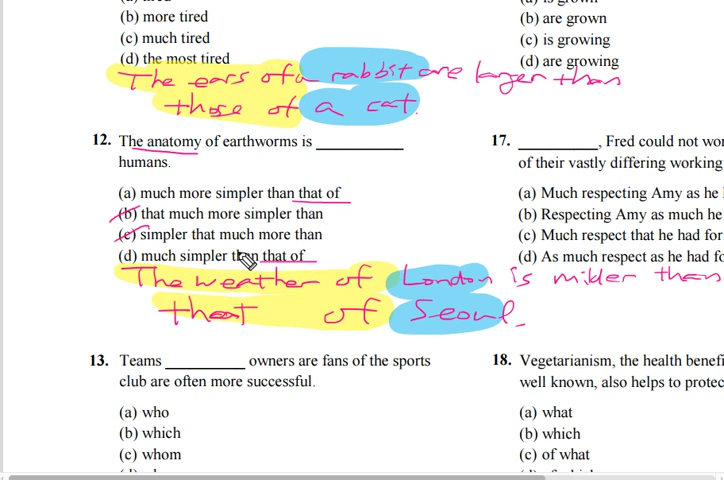 (b) more tired
(c) much tired
(d) the most tired
The ears of a rabbit are larger than
those of a cat.
12. The anatomy of earthworms is ___________
humans.
(a) much more simpler than that of
(b) that much more simpler than
(c) simpler that much more than
(d) much simpler than that of
The weather of London is milder than
that of Seoul.
13. Teams __________ owners are fans of the sports
club are often more successful.
(a) who
(b) which
(c) whom
(b) are grown
(c) is growing
(d) are growing
17. __________, Fred could not
of their vastly differing working
(a) Much respecting Amy as he
(b) Respecting Amy as much he
(c) Much respect that he had for
(d) As much respect as he had
18. Vegetarianism, the health
well known, also helps to
(a) what
(b) which
(c) of what